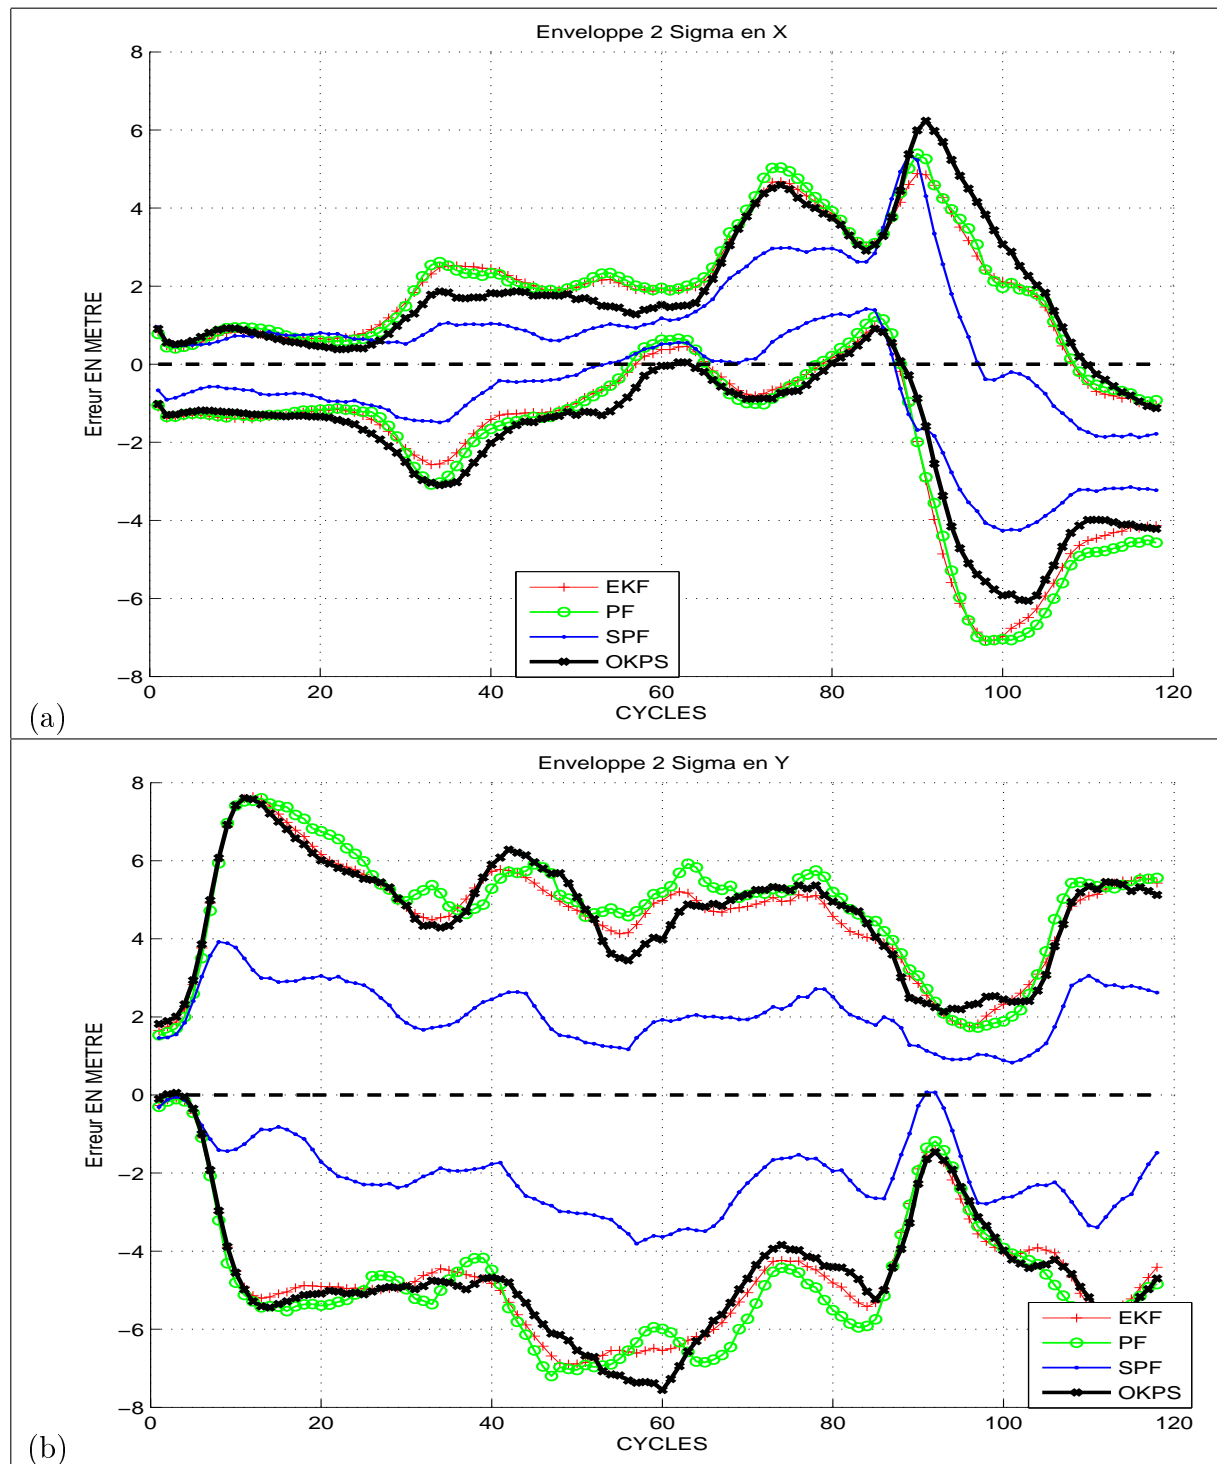 Enveloppe 2 Sigma en X
8
6
4
2
0
−2
−4
−6
−8
Erreur EN METRE
EKF
PF
SPF
OKPS
0 20 40 60 80 100 120
CYCLES
(a)
Enveloppe 2 Sigma en Y
8
6
4
2
0
−2
−4
−6
−8
Erreur EN METRE
EKF
PF
SPF
OKPS
0 20 40 60 80 100 120
CYCLES
(b)